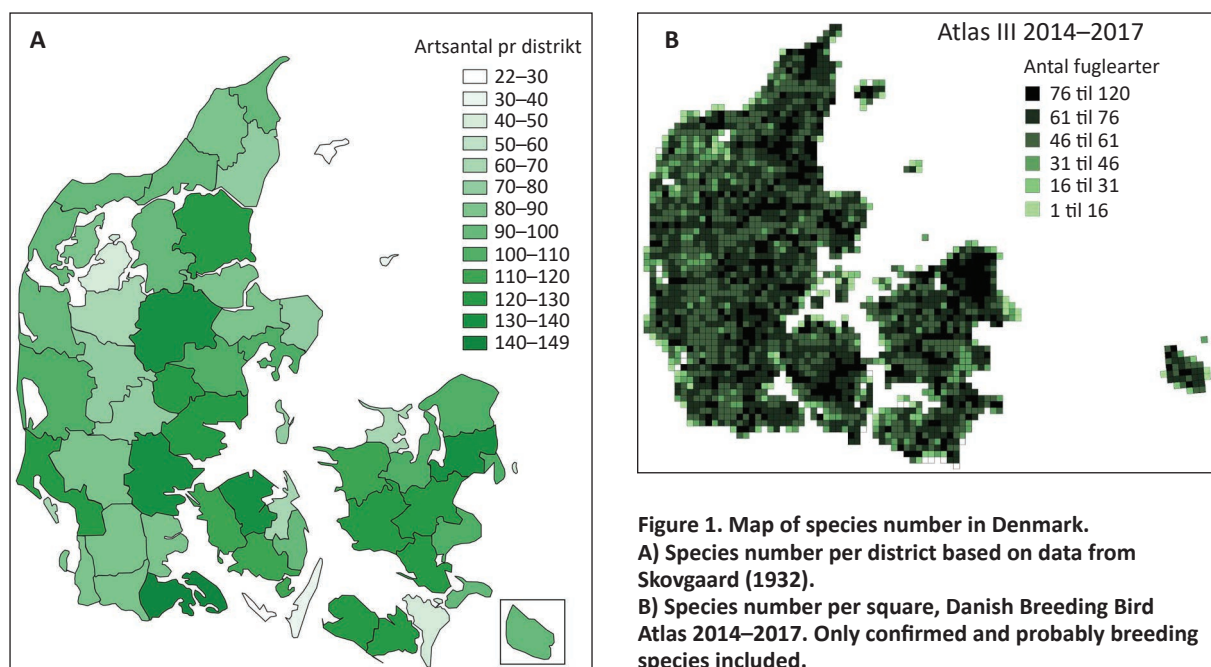 A
Artsantal pr distrikt
22–30
30–40
40–50
50–60
60–70
70–80
80–90
90–100
100–110
110–120
120–130
130–140
140–149
B
Atlas III 2014–2017
Antal fuglearter
76 til 120
61 til 76
46 til 61
31 til 46
16 til 31
1 til 16
Figure 1. Map of species number in Denmark.
A) Species number per district based on data from
Skovgaard (1932).
B) Species number per square, Danish Breeding Bird
Atlas 2014–2017. Only confirmed and probably breeding
species included.